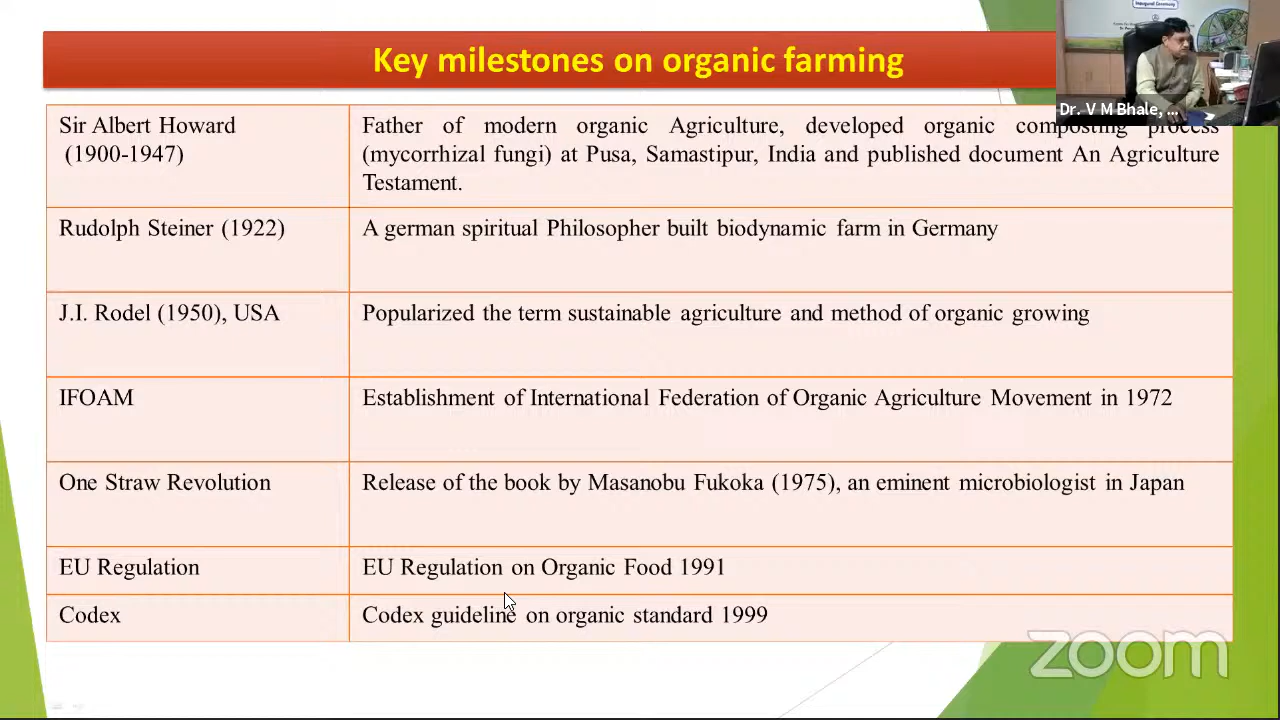 Key milestones on organic farming
Inaugural Ceremony
Dr. V M Bhale, ...
Sir Albert Howard
(1900-1947)
Father of modern organic Agriculture, developed organic composting process
(mycorrhizal fungi) at Pusa, Samastipur, India and published document An Agriculture
Testament.
Rudolph Steiner (1922)
A german spiritual Philosopher built biodynamic farm in Germany
J.I. Rodel (1950), USA
Popularized the term sustainable agriculture and method of organic growing
IFOAM
Establishment of International Federation of Organic Agriculture Movement in 1972
One Straw Revolution
Release of the book by Masanobu Fukoka (1975), an eminent microbiologist in Japan
EU Regulation
EU Regulation on Organic Food 1991
Codex
Codex guideline on organic standard 1999
zoom